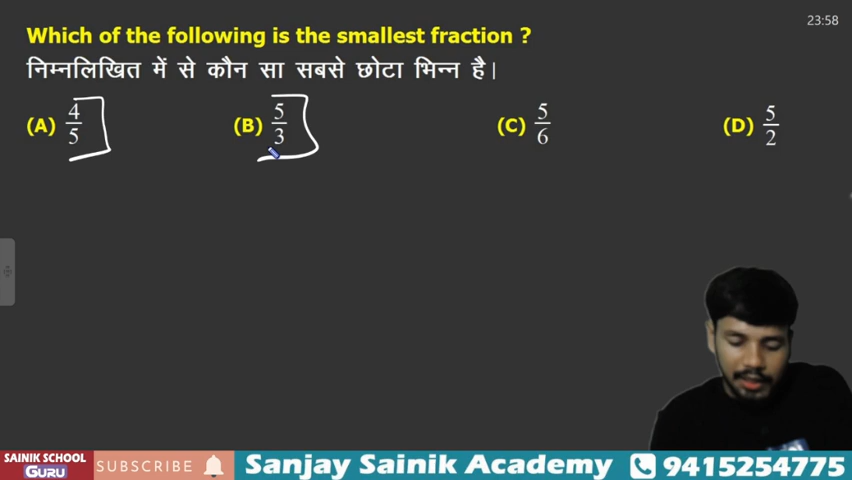 23:58
Which of the following is the smallest fraction ?
निम्नलिखित में से कौन सा सबसे छोटा भिन्न है।
(A) 4/5 (B) 5/3 (C) 5/6 (D) 5/2
SAINIK SCHOOL
GURU
SUBSCRIBE
Sanjay Sainik Academy 9415254775